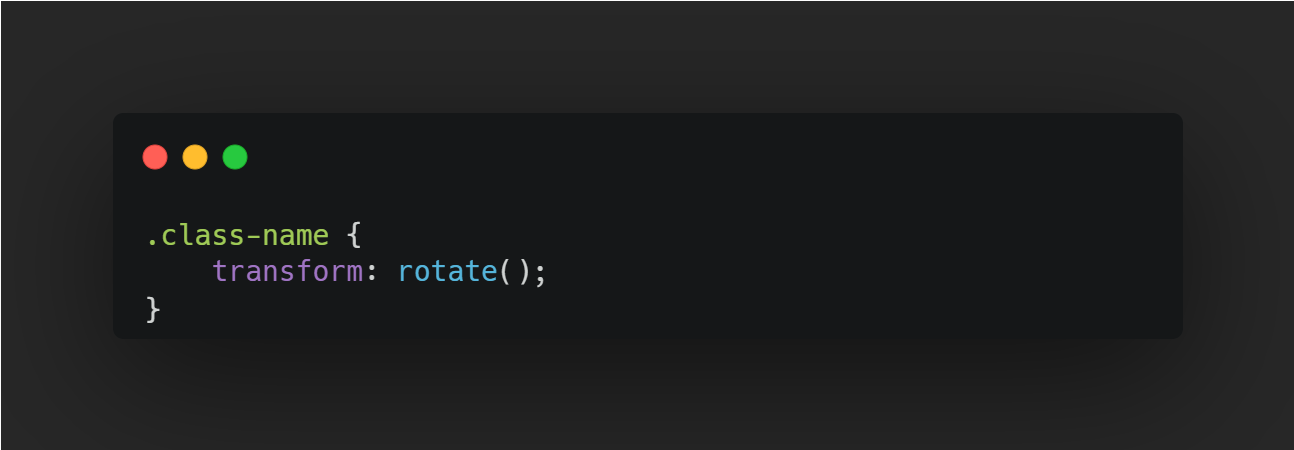 .class-name {
    transform: rotate();
}